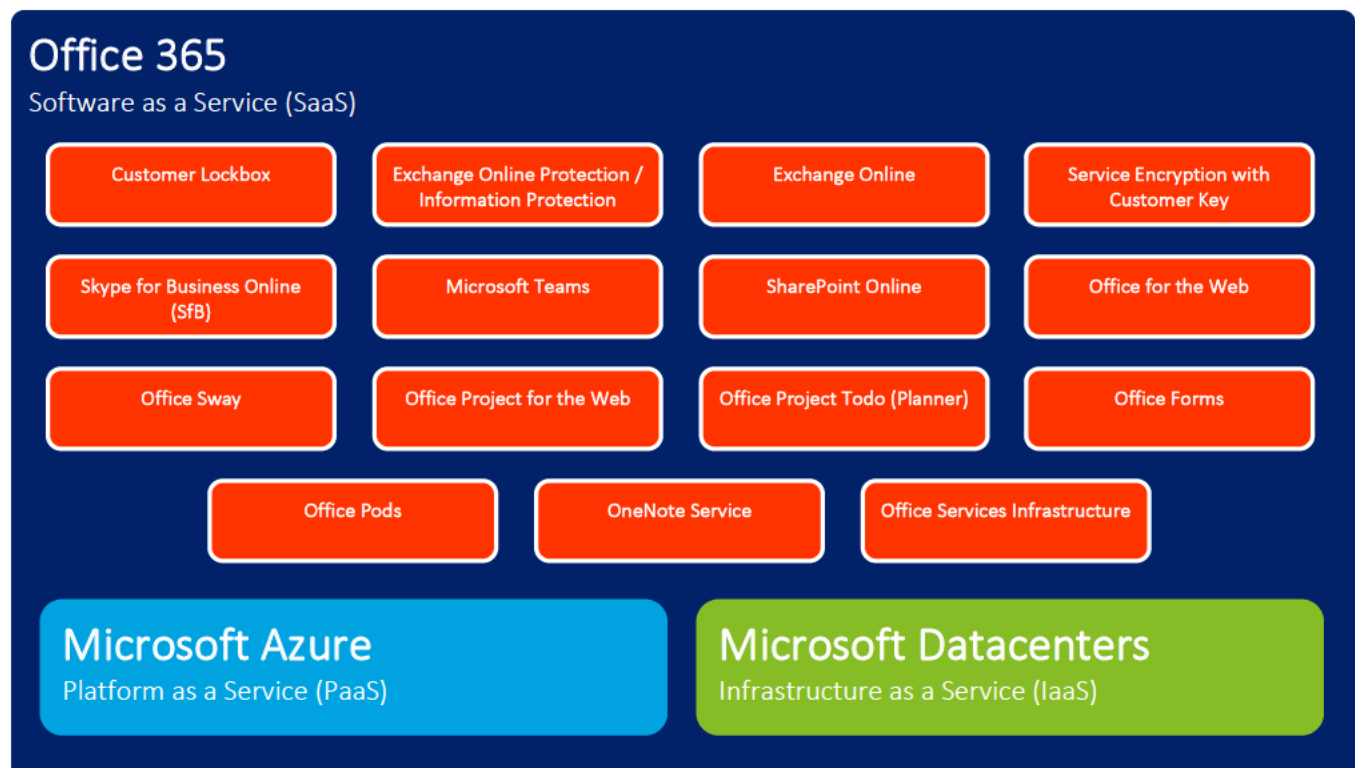 Office 365
Software as a Service (SaaS)
Customer Lockbox
Exchange Online Protection /
Information Protection
Exchange Online
Service Encryption with
Customer Key
Skype for Business Online
(SfB)
Microsoft Teams
SharePoint Online
Office for the Web
Office Sway
Office Project for the Web
Office Project Todo (Planner)
Office Forms
Office Pods
OneNote Service
Office Services Infrastructure
Microsoft Azure
Platform as a Service (PaaS)
Microsoft Datacenters
Infrastructure as a Service (IaaS)